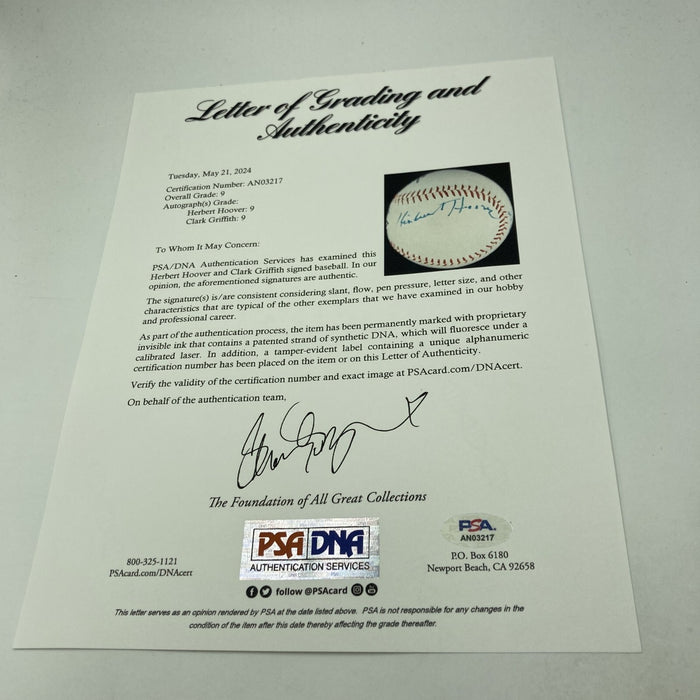 Letter of Grading and
Authenticity
Tuesday, May 21, 2024
Certification Number: AN03217
Overall Grade: 9
Autograph(s) Grade:
Herbert Hoover: 9
Clark Griffith: 9
Herbert Hoover
To Whom It May Concern:
PSA/DNA Authentication Services has examined this
Herbert Hoover and Clark Griffith signed baseball. In our
opinion, the aforementioned signatures are authentic.
The signature(s) is/are consistent considering slant, flow, pen pressure, letter size, and other
characteristics that are typical of the other exemplars that we have examined in our hobby
and professional career.
As part of the authentication process, the item has been permanently marked with proprietary
invisible ink that contains a patented strand of synthetic DNA, which will fluoresce under a
calibrated laser. In addition, a tamper-evident label containing a unique alphanumeric
certification number has been placed on the item or on this Letter of Authenticity.
Verify the validity of the certification number and exact image at PSAcard.com/DNAcert.
On behalf of the authentication team,
The Foundation of All Great Collections
800-325-1121
PSAcard.com/DNAcert
PSA DNA
AUTHENTICATION SERVICES
follow @PSAcard
PSA
AN03217
P.O. Box 6180
Newport Beach, CA 92658
This letter serves as an opinion rendered by PSA at the date listed above. PSA is not responsible for any changes in the
condition of the item after this date thereby affecting the grade thereafter.